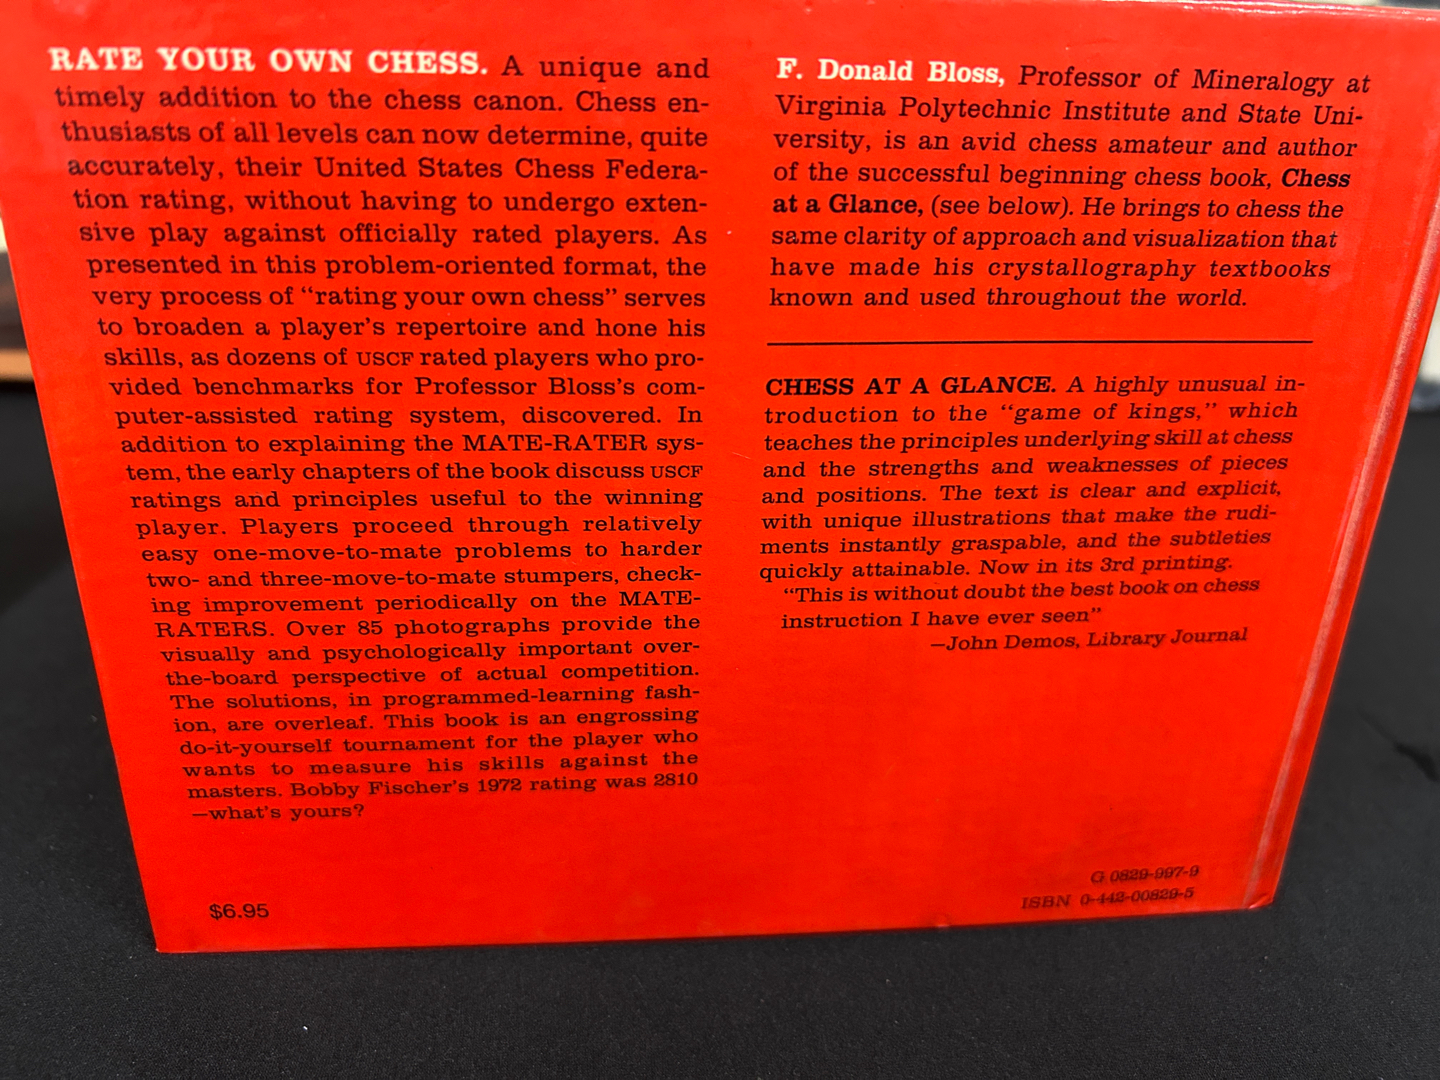 RATE YOUR OWN CHESS. A unique and
timely addition to the chess canon. Chess en-
thusiasts of all levels can now determine, quite
accurately, their United States Chess Federa-
tion rating, without having to undergo exten-
sive play against officially rated players. As
presented in this problem-oriented format, the
very process of “rating your own chess” serves
to broaden a player’s repertoire and hone his
skills, as dozens of USCF rated players who pro-
vided benchmarks for Professor Bloss’s com-
puter-assisted rating system, discovered. In
addition to explaining the MATE-RATER sys-
tem, the early chapters of the book discuss USCF
ratings and principles useful to the winning
player. Players proceed through relatively
easy one-move-to-mate problems to harder
two- and three-move-to-mate stumpers, check-
ing improvement periodically on the MATE-
RATERS. Over 85 photographs provide the
visually and psychologically important over-
the-board perspective of actual competition.
The solutions, in programmed-learning fash-
ion, are overleaf. This book is an engrossing
do-it-yourself tournament for the player who
wants to measure his skills against the
masters. Bobby Fischer’s 1972 rating was 2810
—what’s yours?
$6.95
F. Donald Bloss, Professor of Mineralogy at
Virginia Polytechnic Institute and State Uni-
versity, is an avid chess amateur and author
of the successful beginning chess book, Chess
at a Glance, (see below). He brings to chess the
same clarity of approach and visualization that
have made his crystallography textbooks
known and used throughout the world.
CHESS AT A GLANCE. A highly unusual in-
troduction to the “game of kings,” which
teaches the principles underlying skill at chess
and the strengths and weaknesses of pieces
and positions. The text is clear and explicit,
with unique illustrations that make the rudi-
ments instantly graspable, and the subtleties
quickly attainable. Now in its 3rd printing.
“This is without doubt the best book on chess
instruction I have ever seen”
—John Demos, Library Journal
G 0829-997-9
ISBN 0-442-00829-5